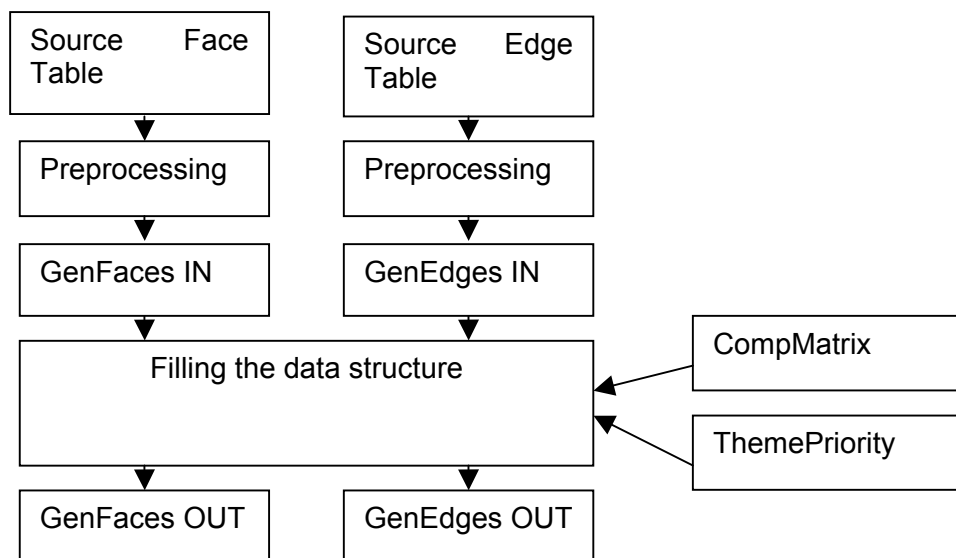 Source Face
Table
Source Edge
Table
Preprocessing
Preprocessing
GenFaces IN
GenEdges IN
Filling the data structure
CompMatrix
ThemePriority
GenFaces OUT
GenEdges OUT